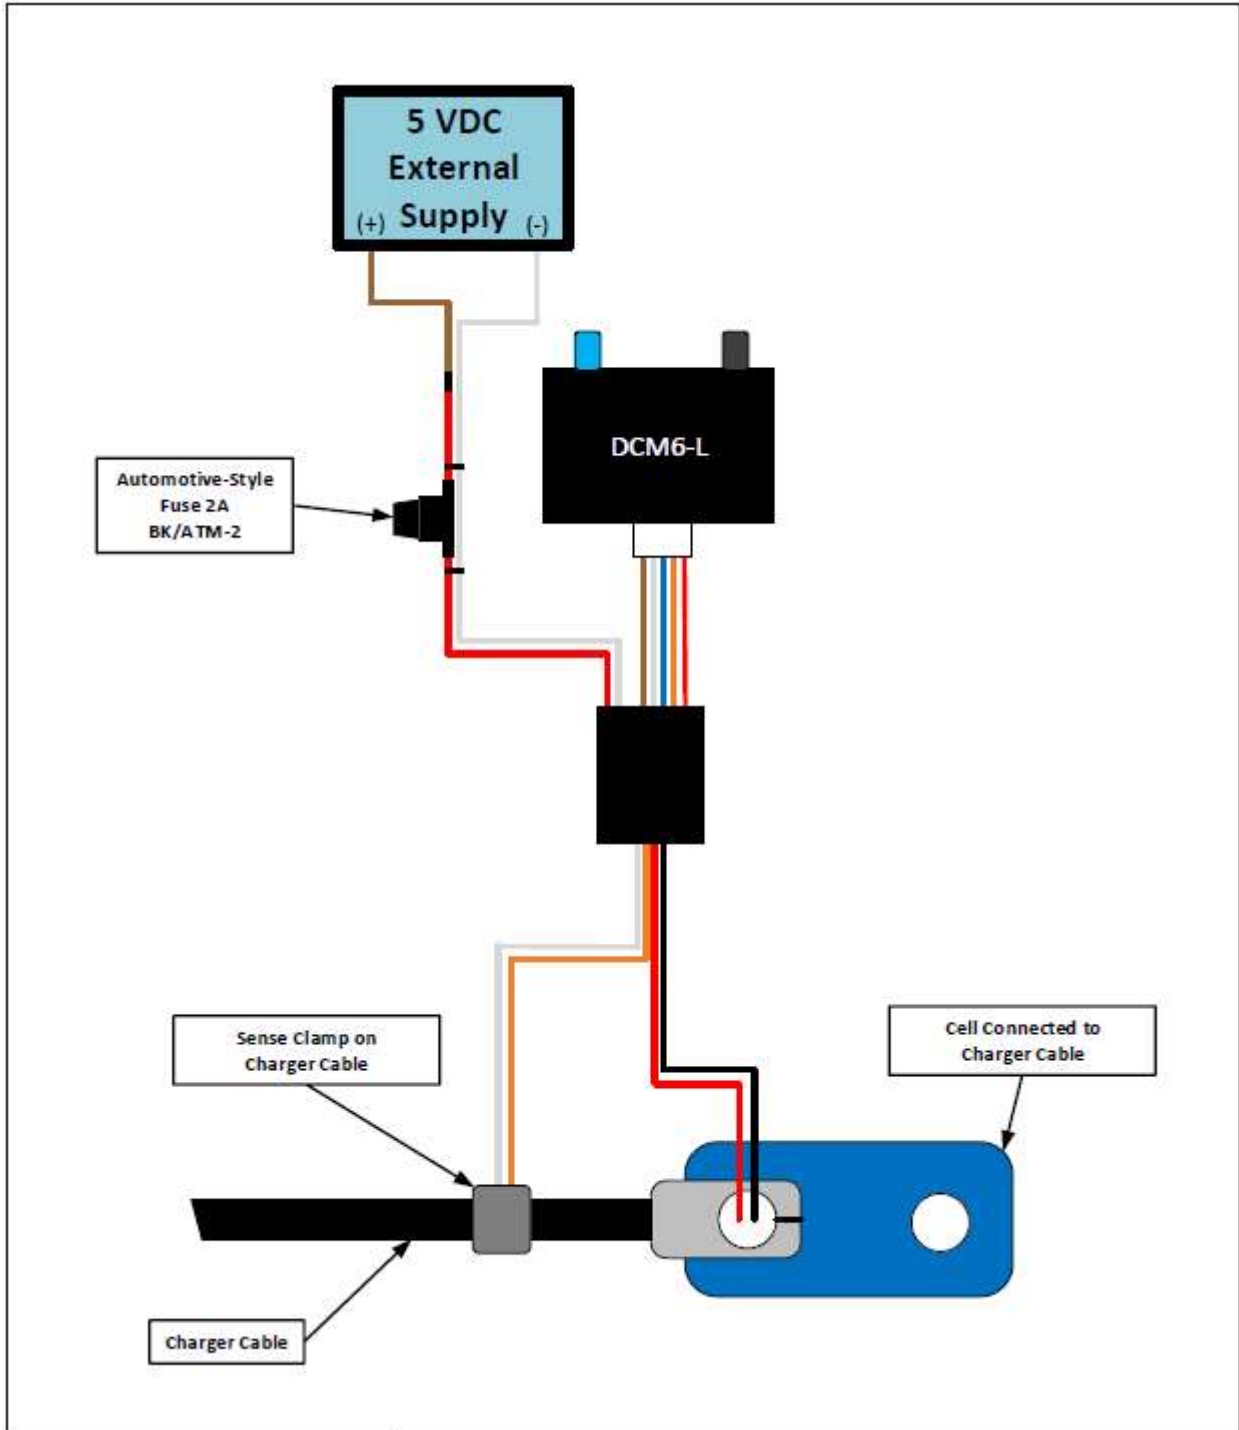 5 VDC
External
Supply
(+)
(-)
DCM6-L
Automotive-Style
Fuse 2A
BK/ATM-2
Sense Clamp on
Charger Cable
Cell Connected to
Charger Cable
Charger Cable